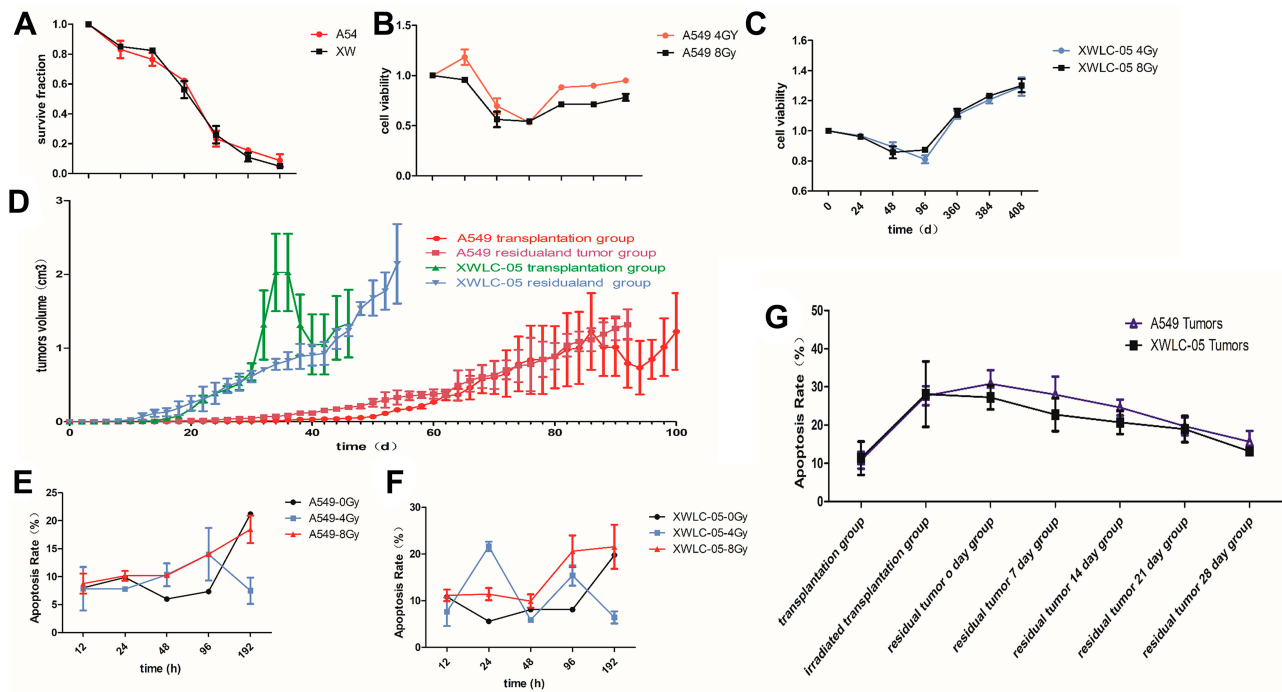 A
survive fraction
1.0
0.8
0.6
0.4
0.2
0.0
A54
XW
B
cell viability
1.5
1.0
0.5
0.0
A549 4GY
A549 8Gy
C
cell viability
1.6
1.4
1.2
1.0
0.8
0.6
XWLC-05 4Gy
XWLC-05 8Gy
0 24 48 96 360 384 408
time（d）
D
tumors volume（cm3）
3
2
1
0
A549 transplantation group
A549 residualand tumor group
XWLC-05 transplantation group
XWLC-05 residualand group
0 20 40 60 80 100
time（d）
E
Apoptosis Rate（%）
25
20
15
10
5
0
A549-0Gy
A549-4Gy
A549-8Gy
12 24 48 96 192
time (h)
F
Apoptosis Rate（%）
30
20
10
0
XWLC-05-0Gy
XWLC-05-4Gy
XWLC-05-8Gy
12 24 48 96 192
time (h)
G
Apoptosis Rate（%）
50
40
30
20
10
0
A549 Tumors
XWLC-05 Tumors
transplantation group
irradiated transplantation group
residual tumor o day group
residual tumor 7 day group
residual tumor 14 day group
residual tumor 21 day group
residual tumor 28 day group